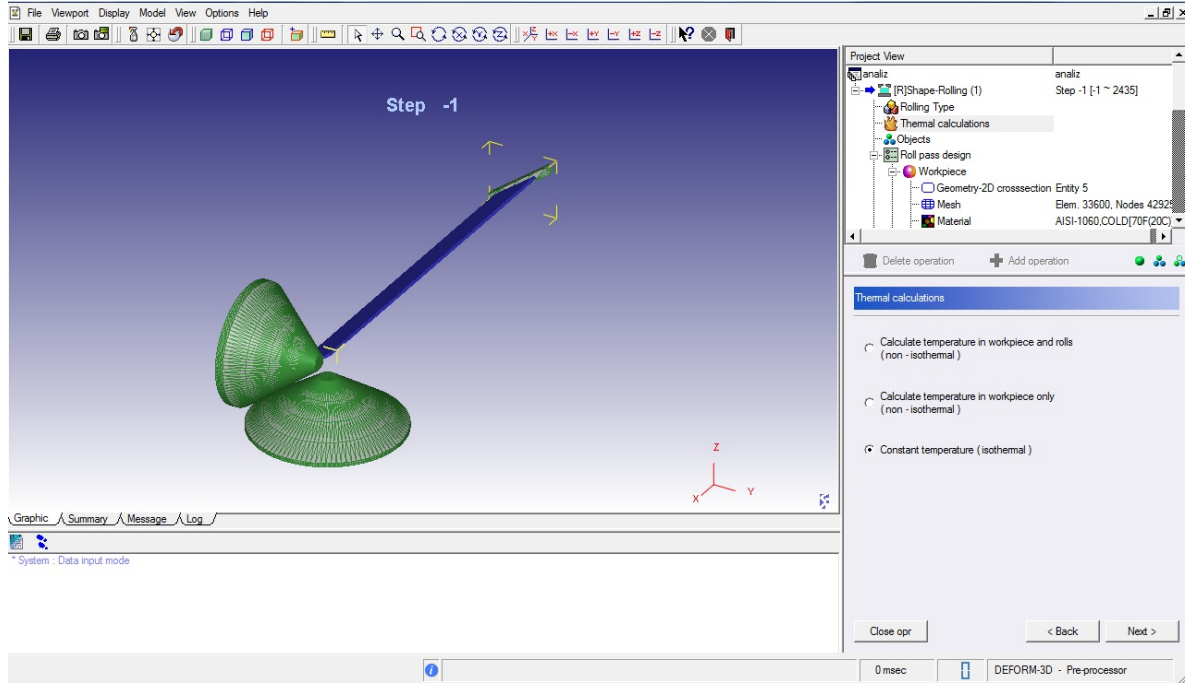 File Viewport Display Model View Options Help
Step -1
Project View
analiz analiz
[R]Shape-Rolling (1) Step -1 [-1 ~ 2435]
Rolling Type
Thermal calculations
Objects
Roll pass design
Workpiece
Geometry-2D crosssection Entity 5
Mesh Elem. 33600, Nodes 42925
Material AISI-1060,COLD[70F(20C)
Delete operation Add operation
Thermal calculations
Calculate temperature in workpiece and rolls
( non - isothermal )
Calculate temperature in workpiece only
( non - isothermal )
Constant temperature ( isothermal )
Z
X Y
Graphic Summary Message Log
* System : Data input mode
Close opr < Back Next >
0 msec DEFORM-3D - Pre-processor